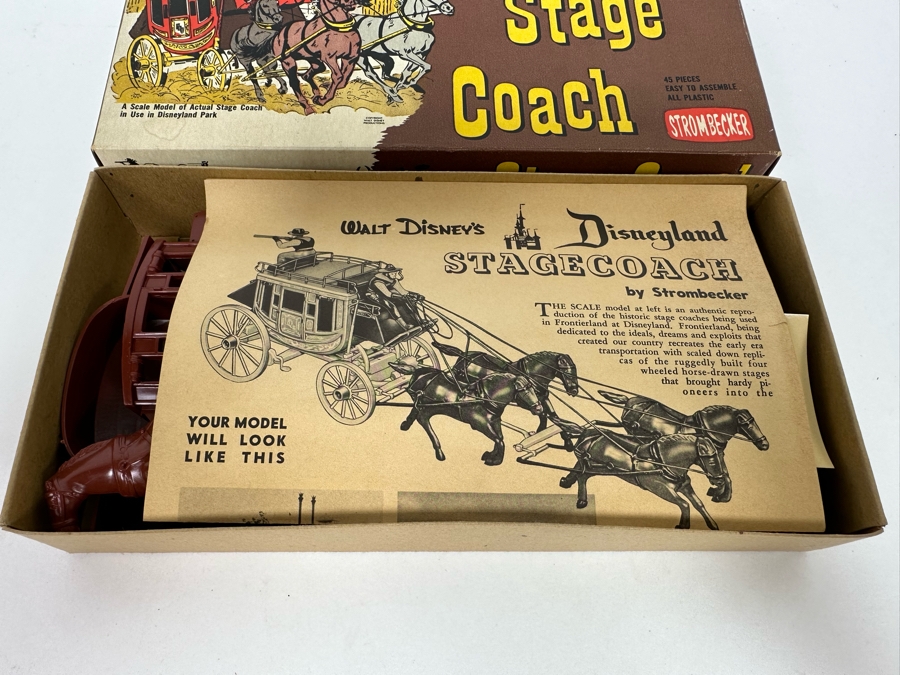 Stage
Coach
45 PIECES
EASY TO ASSEMBLE
ALL PLASTIC
STROMBECKER
A Scale Model of Actual Stage Coach
in Use in Disneyland Park
WALT DISNEY'S
Disneyland
STAGECOACH
by Strombecker
THE SCALE model at left is an authentic repro-
duction of the historic stage coaches being used
in Frontierland at Disneyland. Frontierland, being
dedicated to the ideals, dreams and exploits that
created our country recreates the early era
transportation with scaled down repli-
cas of the ruggedly built four
wheeled horse-drawn stages
that brought hardy pi-
oneers into the
YOUR MODEL
WILL LOOK
LIKE THIS